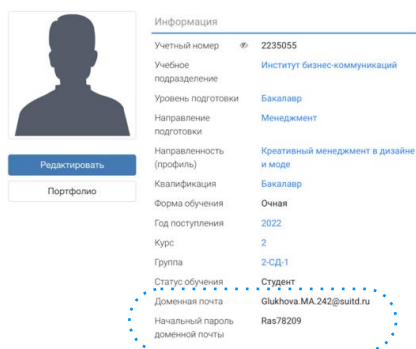 Информация
Учетный номер 2235055
Учебное Институт бизнес-коммуникаций
подразделение
Уровень подготовки Бакалавр
Направление Менеджмент
подготовки
Направленность Креативный менеджмент в дизайне
(профиль) и моде
Редактировать
Квалификация Бакалавр
Портфолио
Форма обучения Очная
Год поступления 2022
Курс 2
Группа 2-СД-1
Статус обучения Студент
Доменная почта Glukhova.MA.242@suitd.ru
Начальный пароль Ras78209
доменной почты